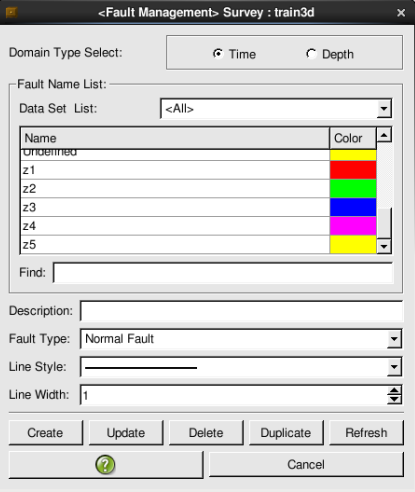 <Fault Management> Survey : train3d
Domain Type Select: Time Depth
Fault Name List:
Data Set List: <All>
Name Color
Undefined
z1
z2
z3
z4
z5
Find:
Description:
Fault Type: Normal Fault
Line Style:
Line Width: 1
Create Update Delete Duplicate Refresh
? Cancel